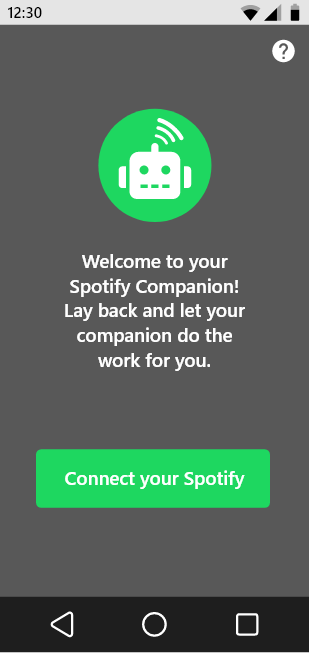 12:30
Welcome to your
Spotify Companion!
Lay back and let your
companion do the
work for you.
Connect your Spotify